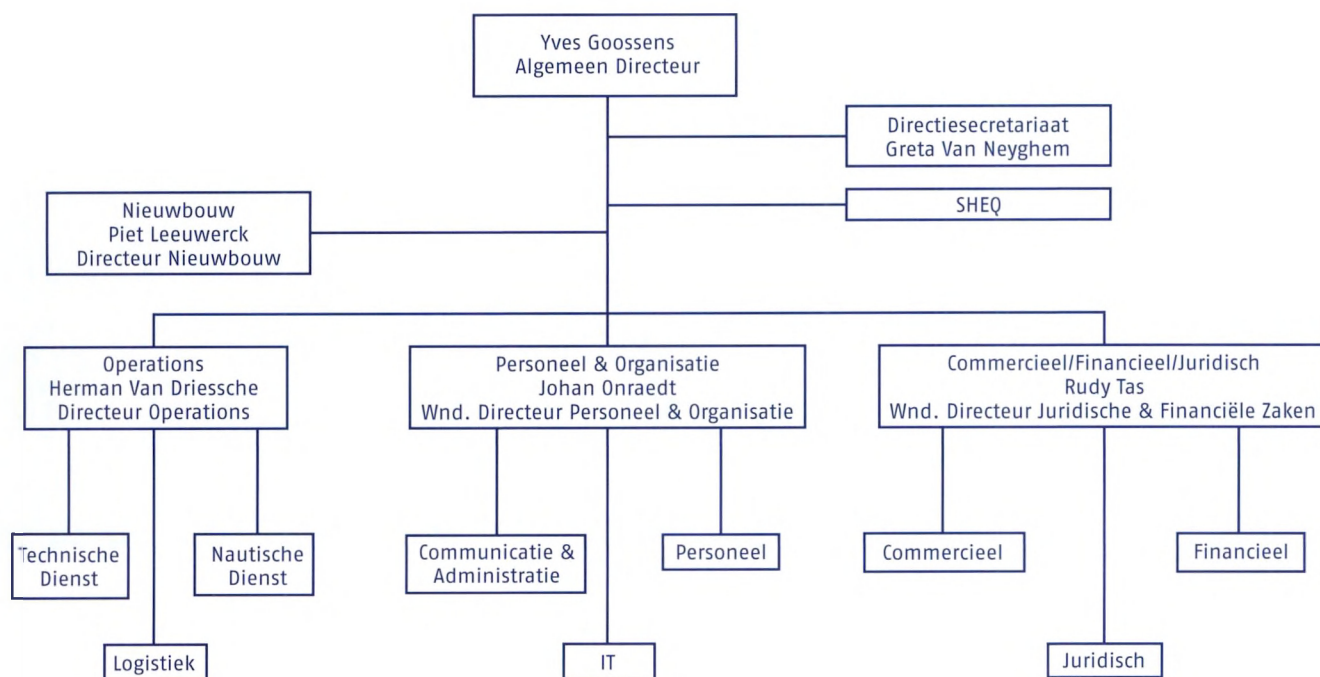 Yves Goossens
Algemeen Directeur
Directiesecretariaat
Greta Van Neyghem
SHEQ
Nieuwbouw
Piet Leeuwerck
Directeur Nieuwbouw
Operations
Herman Van Driessche
Directeur Operations
Personeel & Organisatie
Johan Onraedt
Wnd. Directeur Personeel & Organisatie
Commercieel/Financieel/Juridisch
Rudy Tas
Wnd. Directeur Juridische & Financiële Zaken
Technische
Dienst
Nautische
Dienst
Communicatie &
Administratie
Personeel
Commercieel
Financieel
Logistiek
IT
Juridisch